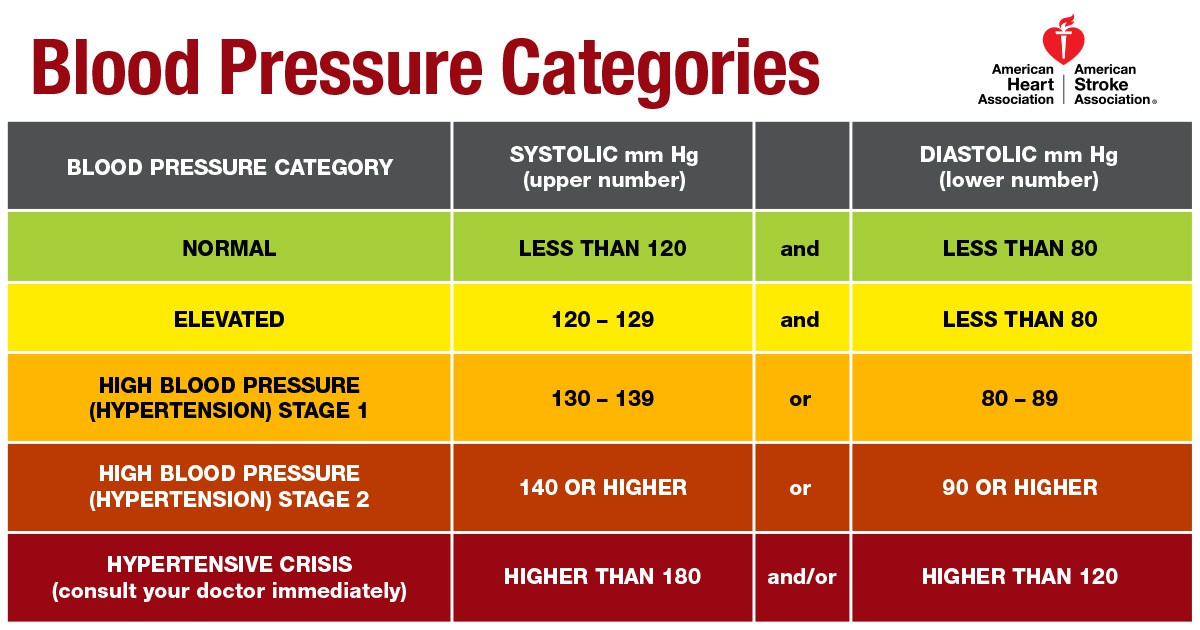 Blood Pressure Categories
American Heart Association
American Stroke Association®
BLOOD PRESSURE CATEGORY
SYSTOLIC mm Hg
(upper number)
DIASTOLIC mm Hg
(lower number)
NORMAL
LESS THAN 120
and
LESS THAN 80
ELEVATED
120 – 129
and
LESS THAN 80
HIGH BLOOD PRESSURE
(HYPERTENSION) STAGE 1
130 – 139
or
80 – 89
HIGH BLOOD PRESSURE
(HYPERTENSION) STAGE 2
140 OR HIGHER
or
90 OR HIGHER
HYPERTENSIVE CRISIS
(consult your doctor immediately)
HIGHER THAN 180
and/or
HIGHER THAN 120